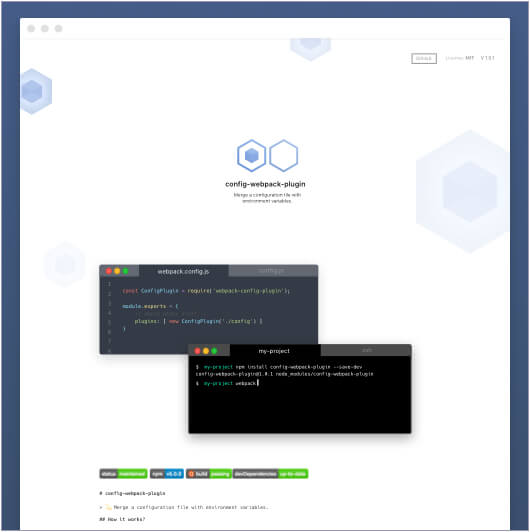 License MIT V 1.0.1
config-webpack-plugin
Merge a configuration file with
environment variables.
webpack.config.js config.js
1
2 const ConfigPlugin = require('webpack-config-plugin');
3
4 module.exports = {
5
6 plugins: [ new ConfigPlugin('./config') ]
7 }
8
my-project zsh
$ my-project npm install config-webpack-plugin --save-dev
config-webpack-plugin@1.0.1 node_modules/config-webpack-plugin
$ my-project webpack
status maintained npm v5.0.0 build passing devDependencies up-to-date
# config-webpack-plugin
> Merge a configuration file with environment variables.
## How it works?